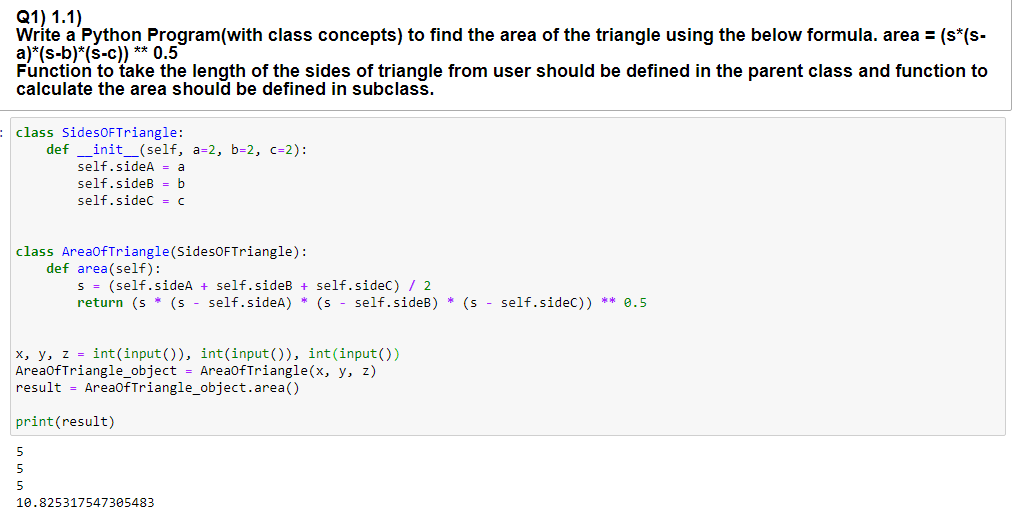 Q1) 1.1)
Write a Python Program(with class concepts) to find the area of the triangle using the below formula. area = (s*(s-
a)*(s-b)*(s-c)) ** 0.5
Function to take the length of the sides of triangle from user should be defined in the parent class and function to
calculate the area should be defined in subclass.
:
class SidesOFTriangle:
    def __init__(self, a=2, b=2, c=2):
        self.sideA = a
        self.sideB = b
        self.sideC = c
class AreaOfTriangle(SidesOFTriangle):
    def area(self):
        s = (self.sideA + self.sideB + self.sideC) / 2
        return (s * (s - self.sideA) * (s - self.sideB) * (s - self.sideC)) ** 0.5
x, y, z = int(input()), int(input()), int(input())
AreaOfTriangle_object = AreaOfTriangle(x, y, z)
result = AreaOfTriangle_object.area()
print(result)
5
5
5
10.825317547305483